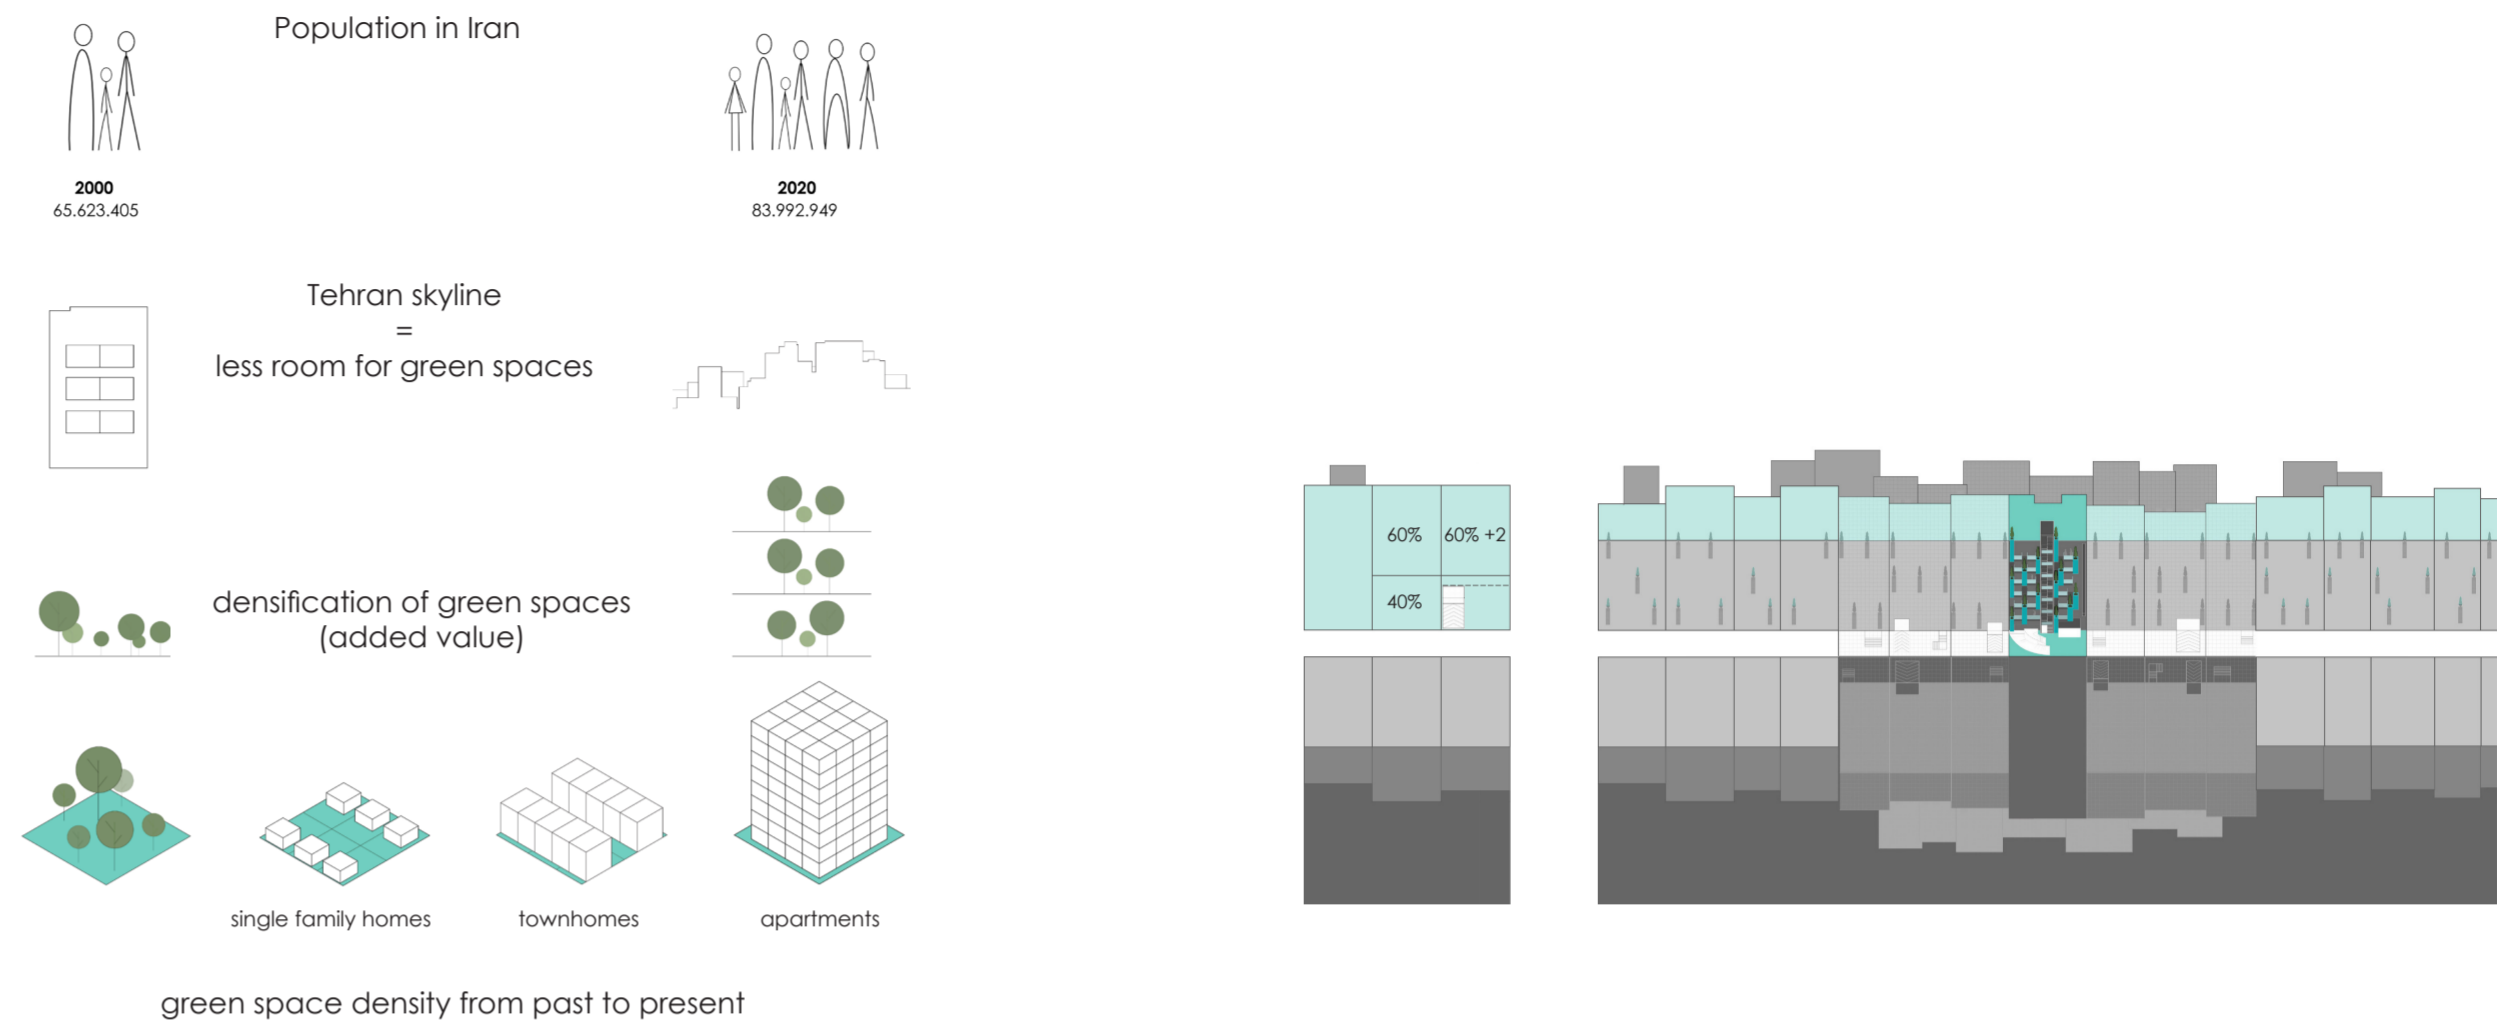 Population in Iran
2000
65.623.405
2020
83.992.949
Tehran skyline
=
less room for green spaces
densification of green spaces
(added value)
single family homes
townhomes
apartments
green space density from past to present
60%
60% +2
40%